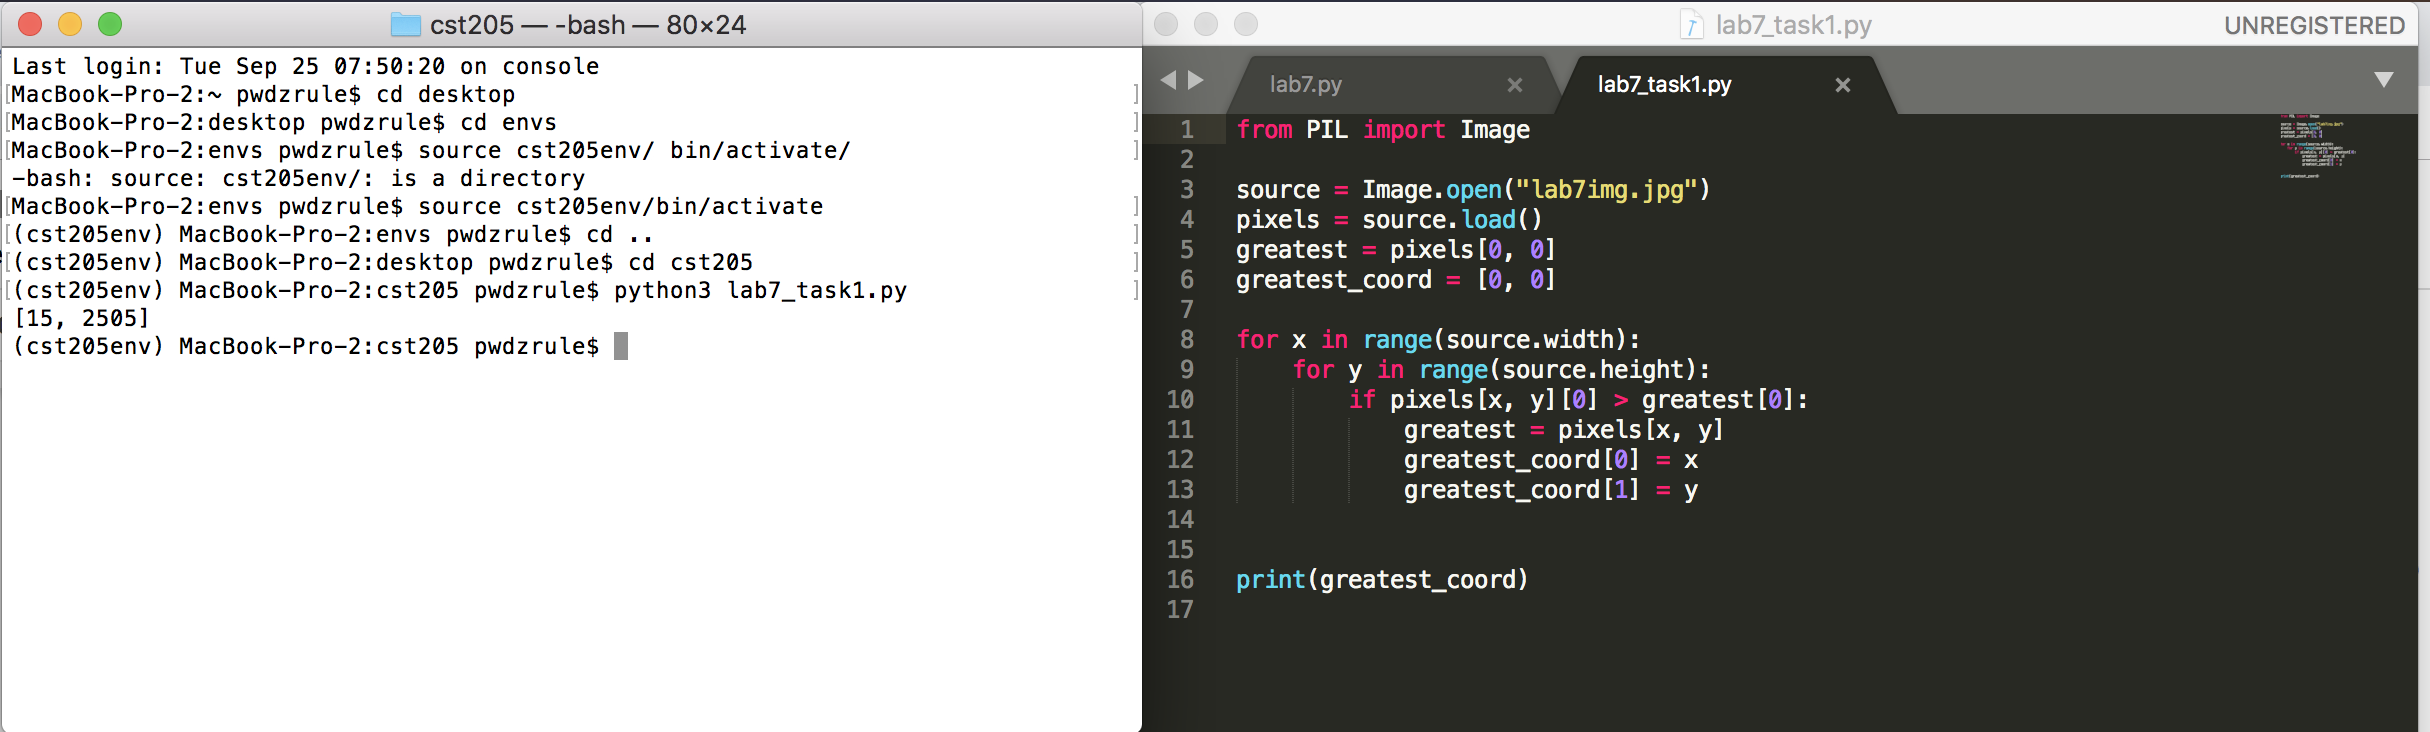 cst205 — -bash — 80×24
Last login: Tue Sep 25 07:50:20 on console
[MacBook-Pro-2:~ pwdzrule$ cd desktop ]
[MacBook-Pro-2:desktop pwdzrule$ cd envs ]
[MacBook-Pro-2:envs pwdzrule$ source cst205env/ bin/activate/ ]
-bash: source: cst205env/: is a directory
[MacBook-Pro-2:envs pwdzrule$ source cst205env/bin/activate ]
[(cst205env) MacBook-Pro-2:envs pwdzrule$ cd .. ]
[(cst205env) MacBook-Pro-2:desktop pwdzrule$ cd cst205 ]
[(cst205env) MacBook-Pro-2:cst205 pwdzrule$ python3 lab7_task1.py ]
[15, 2505]
(cst205env) MacBook-Pro-2:cst205 pwdzrule$
lab7_task1.py
UNREGISTERED
lab7.py ×
lab7_task1.py ×
1 from PIL import Image
2
3 source = Image.open("lab7img.jpg")
4 pixels = source.load()
5 greatest = pixels[0, 0]
6 greatest_coord = [0, 0]
7
8 for x in range(source.width):
9 for y in range(source.height):
10 if pixels[x, y][0] > greatest[0]:
11 greatest = pixels[x, y]
12 greatest_coord[0] = x
13 greatest_coord[1] = y
14
15
16 print(greatest_coord)
17